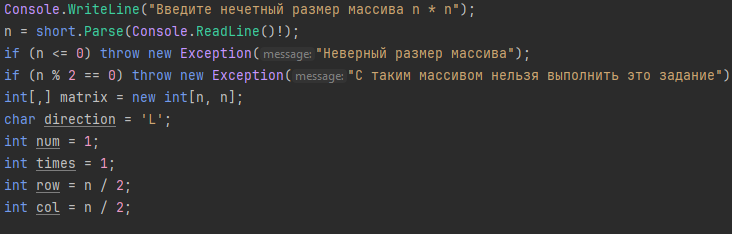 Console.WriteLine("Введите нечетный размер массива n * n");
n = short.Parse(Console.ReadLine()!);
if (n <= 0) throw new Exception( message: "Неверный размер массива");
if (n % 2 == 0) throw new Exception( message: "С таким массивом нельзя выполнить это задание")
int[,] matrix = new int[n, n];
char direction = 'L';
int num = 1;
int times = 1;
int row = n / 2;
int col = n / 2;